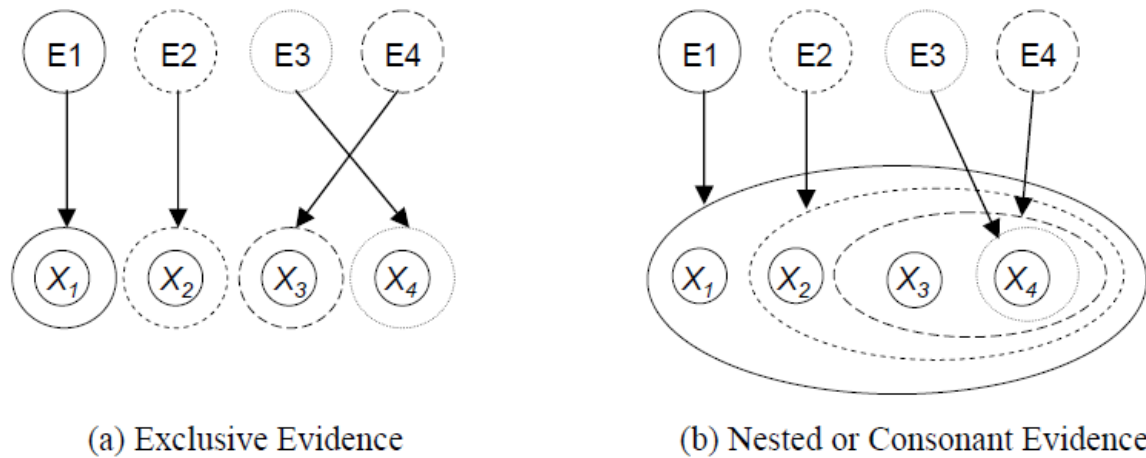 E1 E2 E3 E4
X1 X2 X3 X4
(a) Exclusive Evidence
E1 E2 E3 E4
X1 X2 X3 X4
(b) Nested or Consonant Evidence